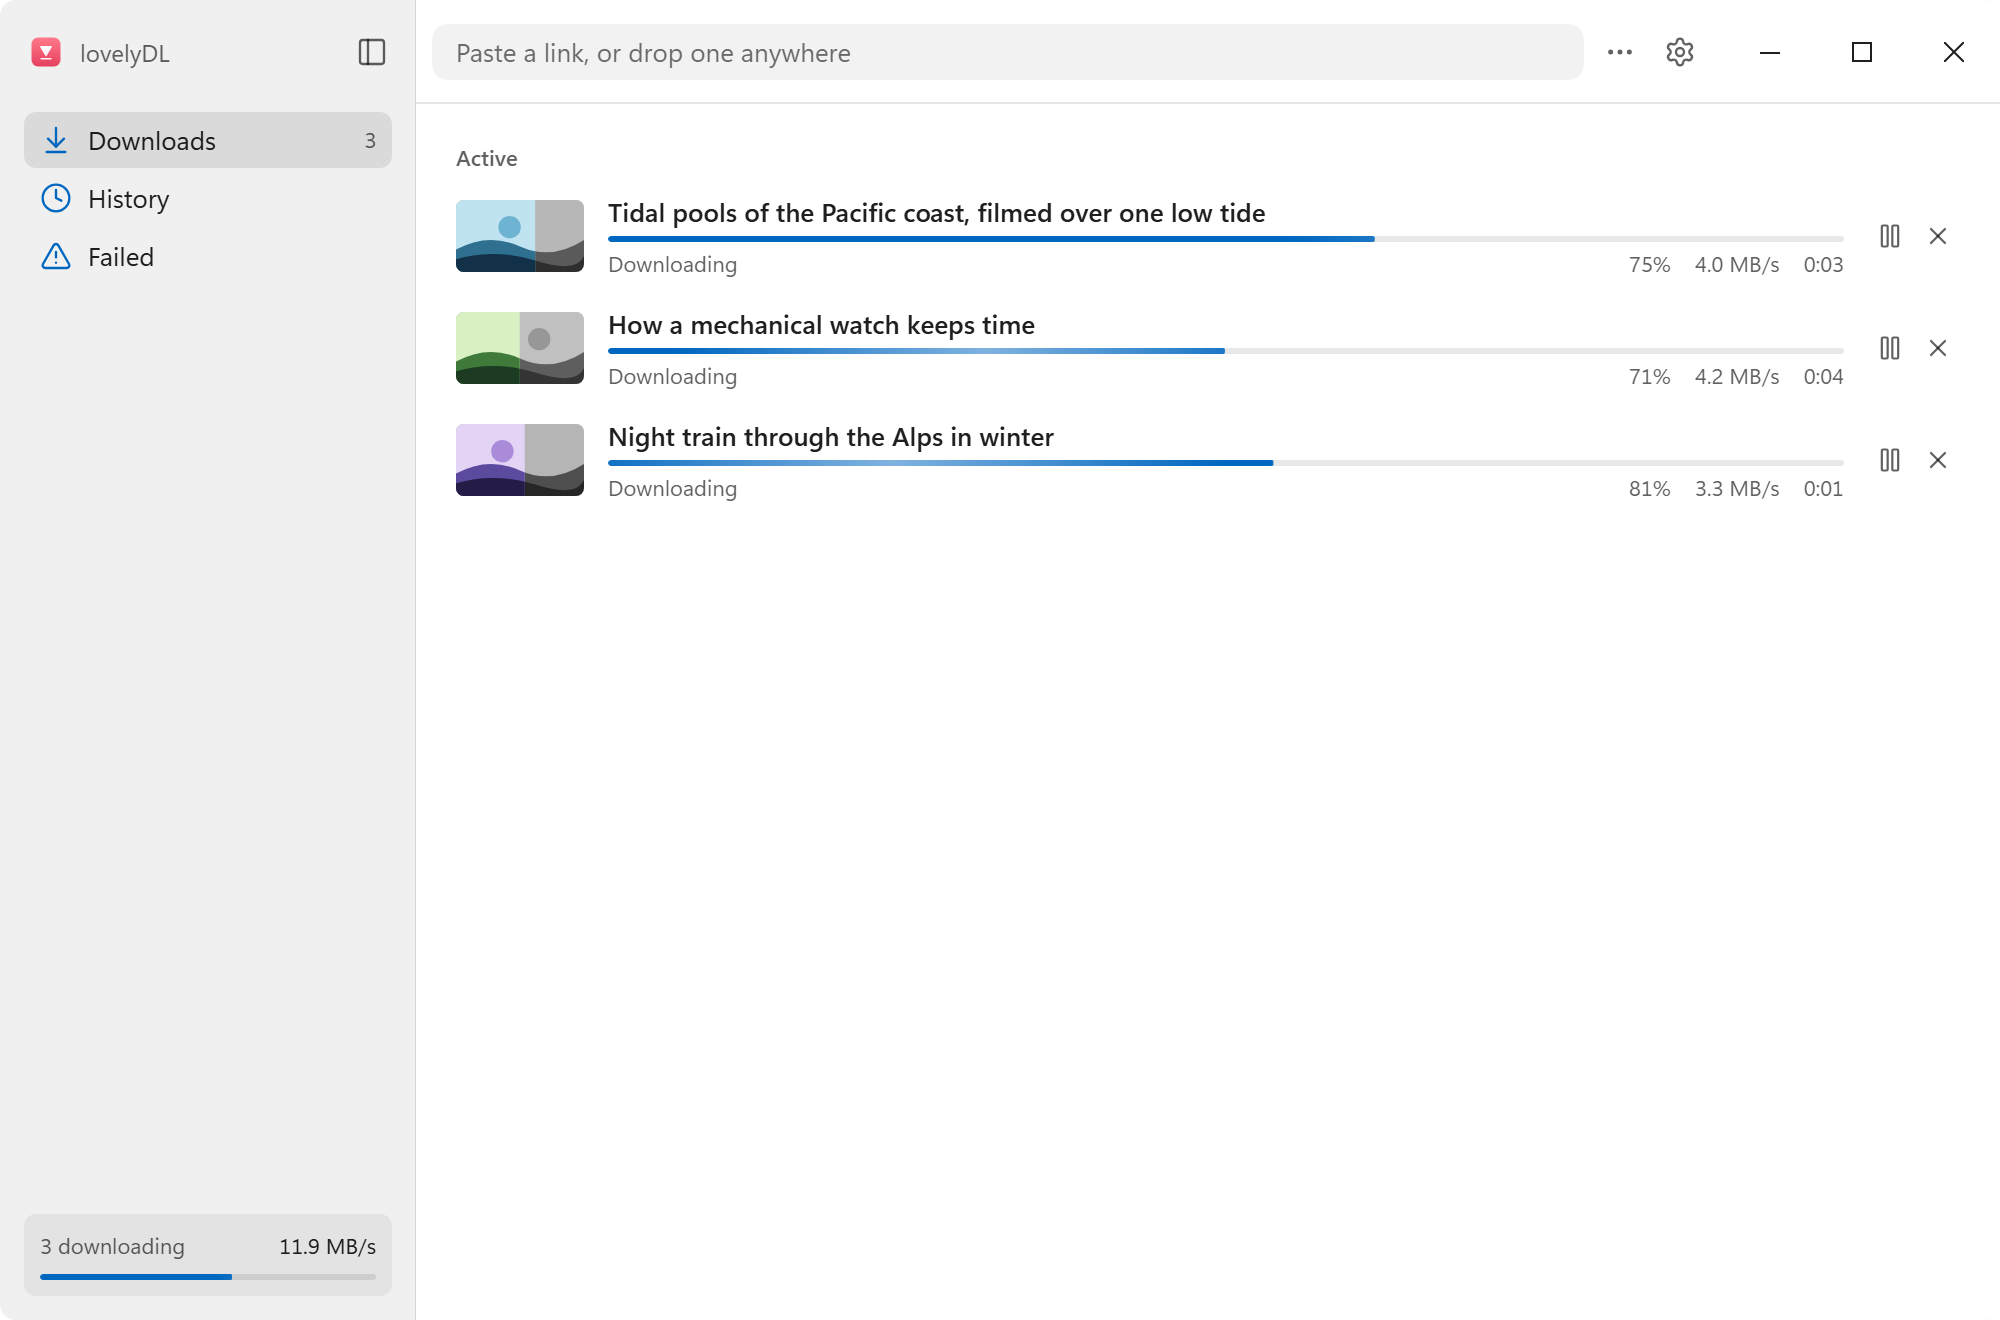 lovelyDL
Paste a link, or drop one anywhere
Downloads 3
History
Failed
Active
Tidal pools of the Pacific coast, filmed over one low tide
Downloading 75% 4.0 MB/s 0:03
How a mechanical watch keeps time
Downloading 71% 4.2 MB/s 0:04
Night train through the Alps in winter
Downloading 81% 3.3 MB/s 0:01
3 downloading 11.9 MB/s